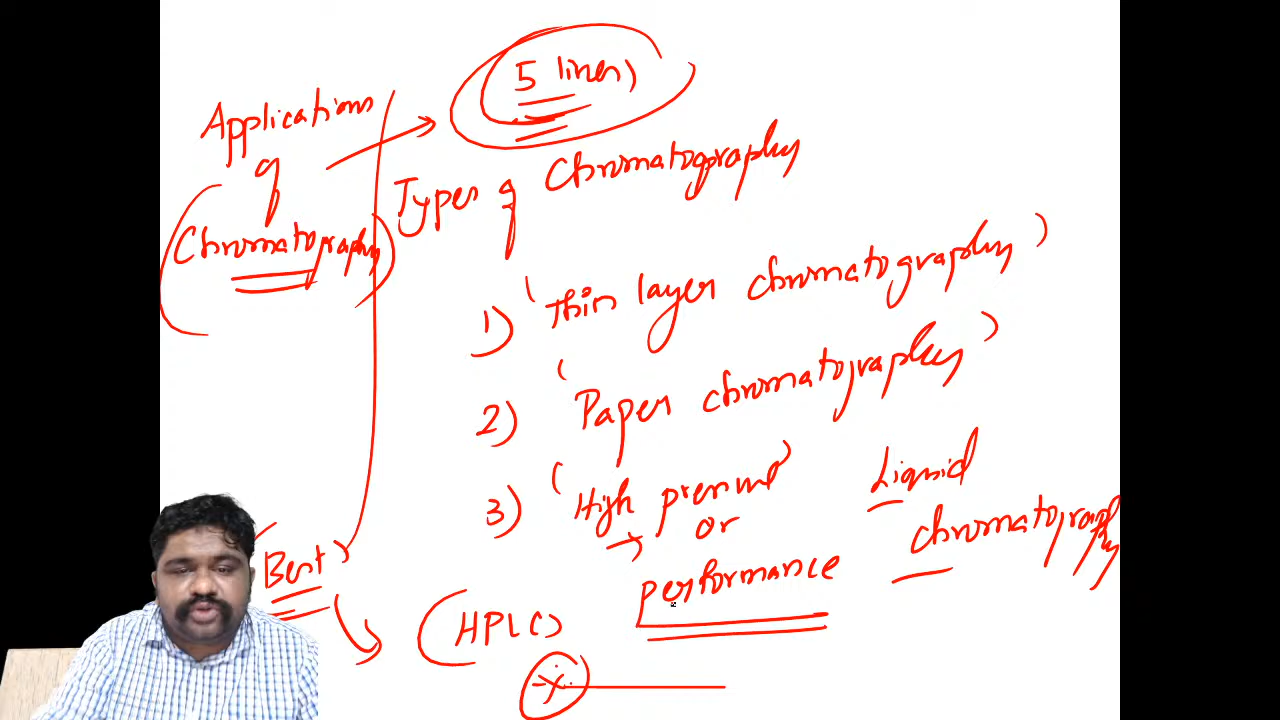 Applications
of
(Chromatography)
5 lines
Types of Chromatography
1) (Thin layer chromatography)
2) (Paper chromatography)
3) (High pressure) Liquid
or chromatography
performance
Best
(HPLC)